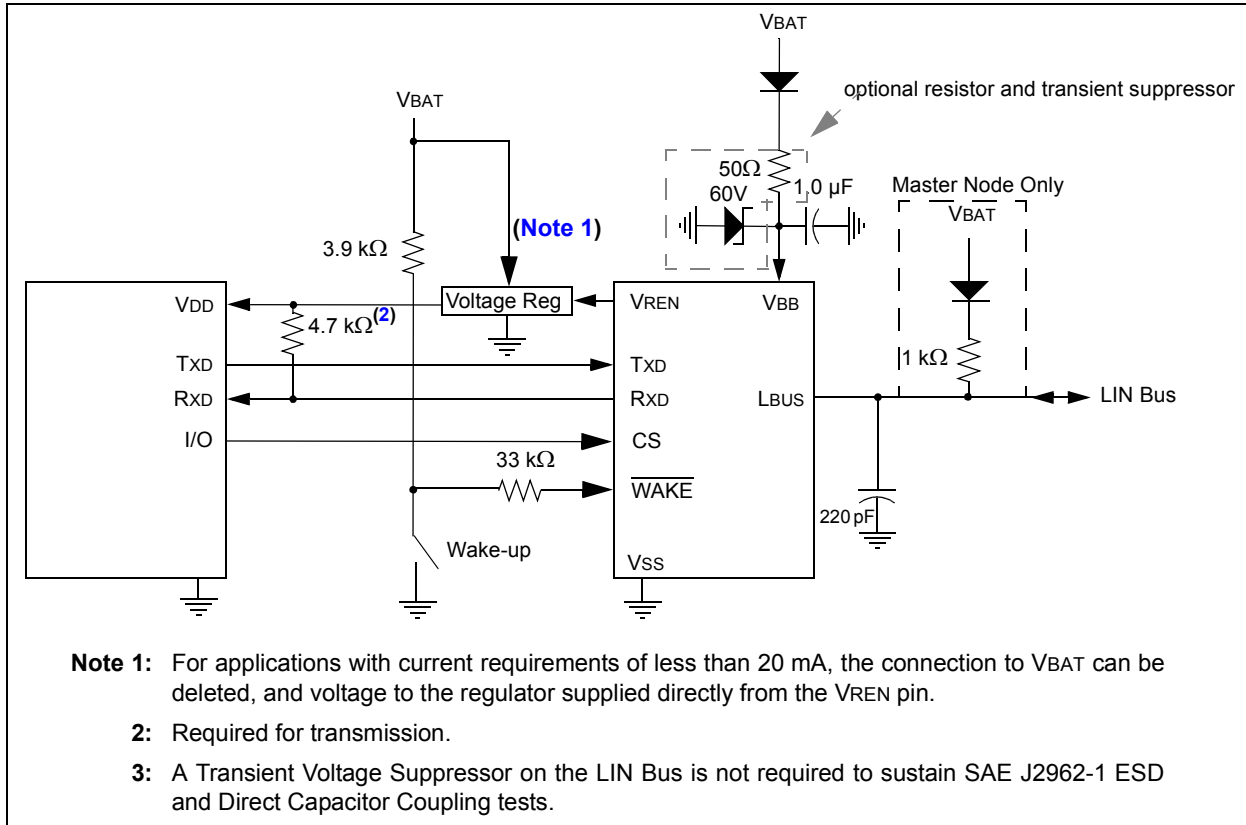 VBAT
optional resistor and transient suppressor
VBAT
50Ω
1.0 µF
60V
Master Node Only
VBAT
(Note 1)
3.9 kΩ
VDD
Voltage Reg
VREN
VBB
4.7 kΩ(2)
TXD
TXD
1 kΩ
RXD
RXD
LBUS
LIN Bus
I/O
CS
33 kΩ
WAKE
220 pF
Wake-up
VSS
Note 1: For applications with current requirements of less than 20 mA, the connection to VBAT can be
deleted, and voltage to the regulator supplied directly from the VREN pin.
2: Required for transmission.
3: A Transient Voltage Suppressor on the LIN Bus is not required to sustain SAE J2962-1 ESD
and Direct Capacitor Coupling tests.